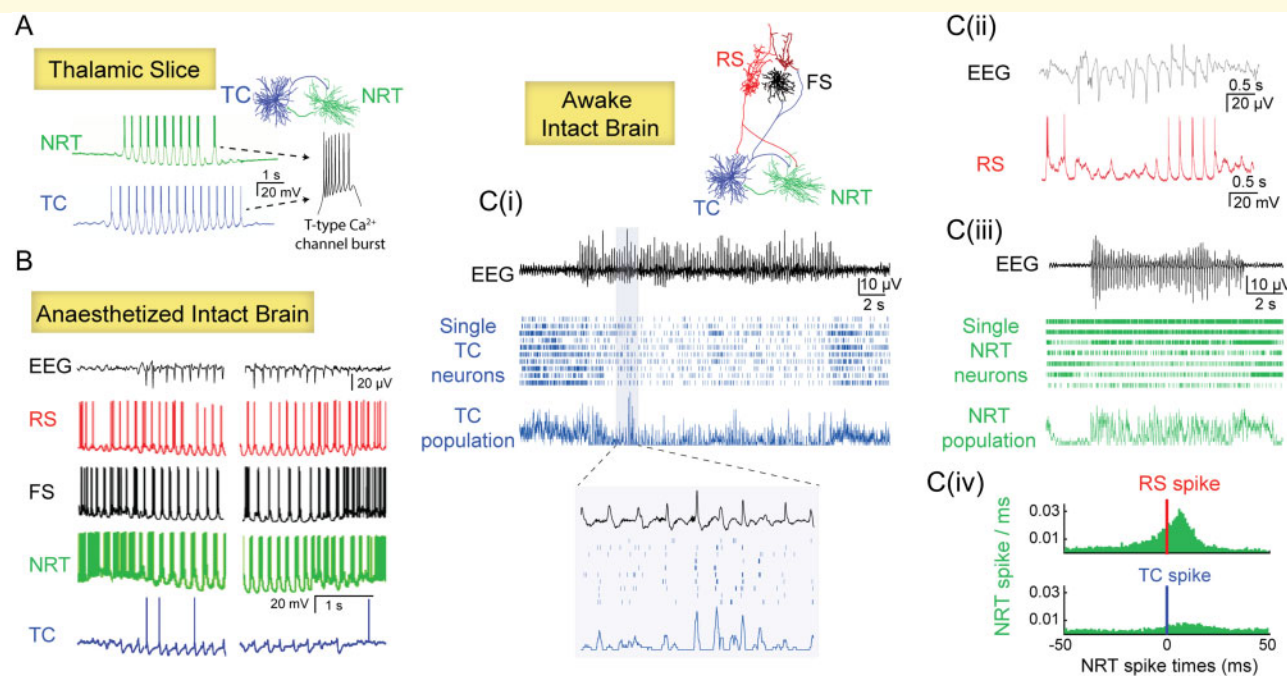 A
Thalamic Slice
TC
NRT
NRT
1 s
20 mV
TC
T-type Ca²⁺
channel burst
B
Anaesthetized Intact Brain
EEG
20 µV
RS
FS
NRT
20 mV
1 s
TC
Awake
Intact Brain
RS
FS
TC
NRT
C(i)
EEG
10 µV
2 s
Single
TC
neurons
TC
population
C(ii)
EEG
0.5 s
20 µV
RS
0.5 s
20 mV
C(iii)
EEG
10 µV
2 s
Single
NRT
neurons
NRT
population
C(iv)
RS spike
0.03
0.01
TC spike
0.03
0.01
NRT spike / ms
-50
0
50
NRT spike times (ms)